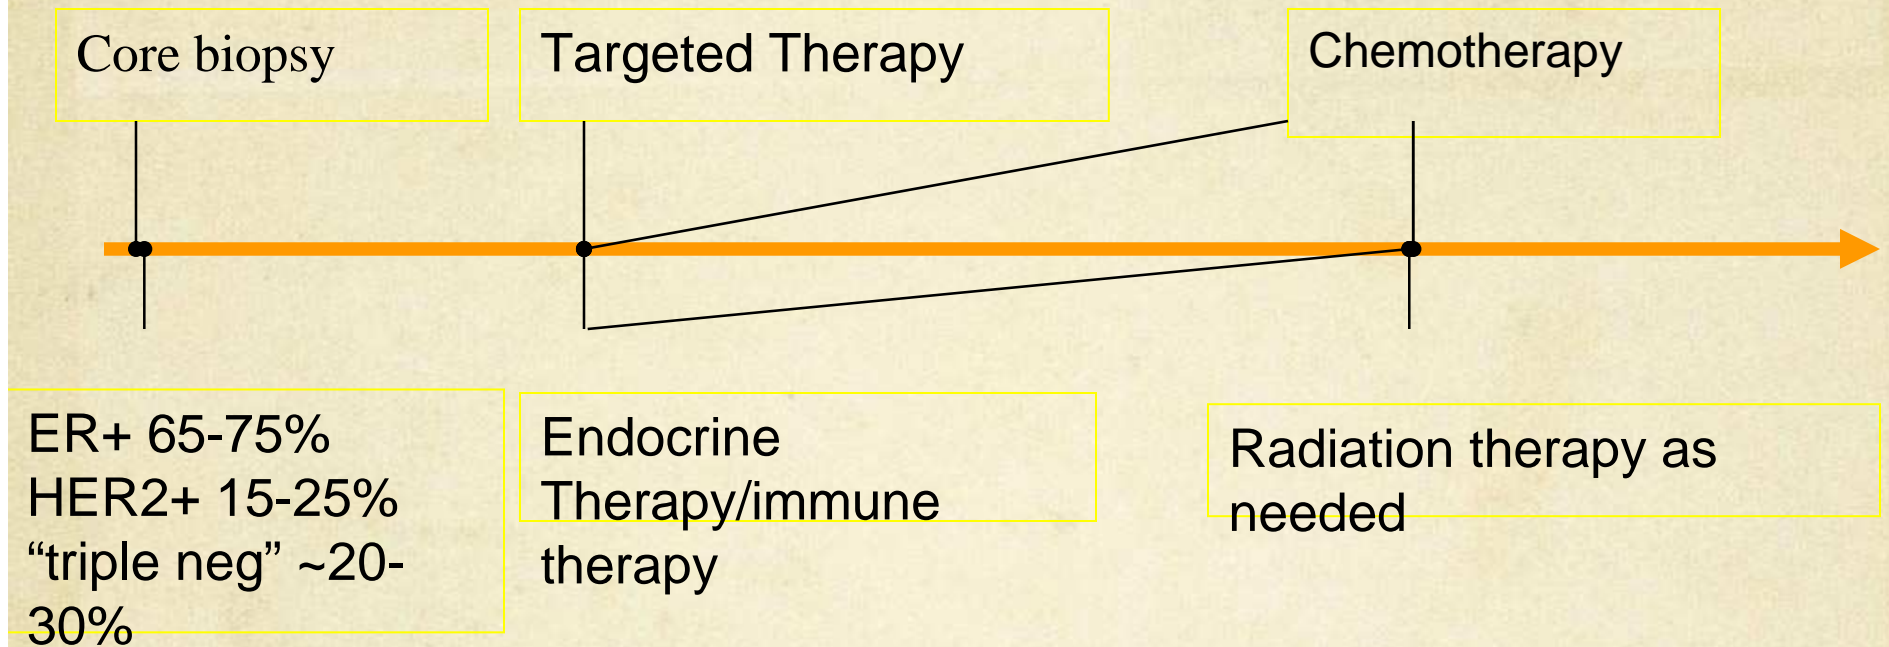 Core biopsy
Targeted Therapy
Chemotherapy
ER+ 65-75%
HER2+ 15-25%
“triple neg” ~20-
30%
Endocrine
Therapy/immune
therapy
Radiation therapy as
needed